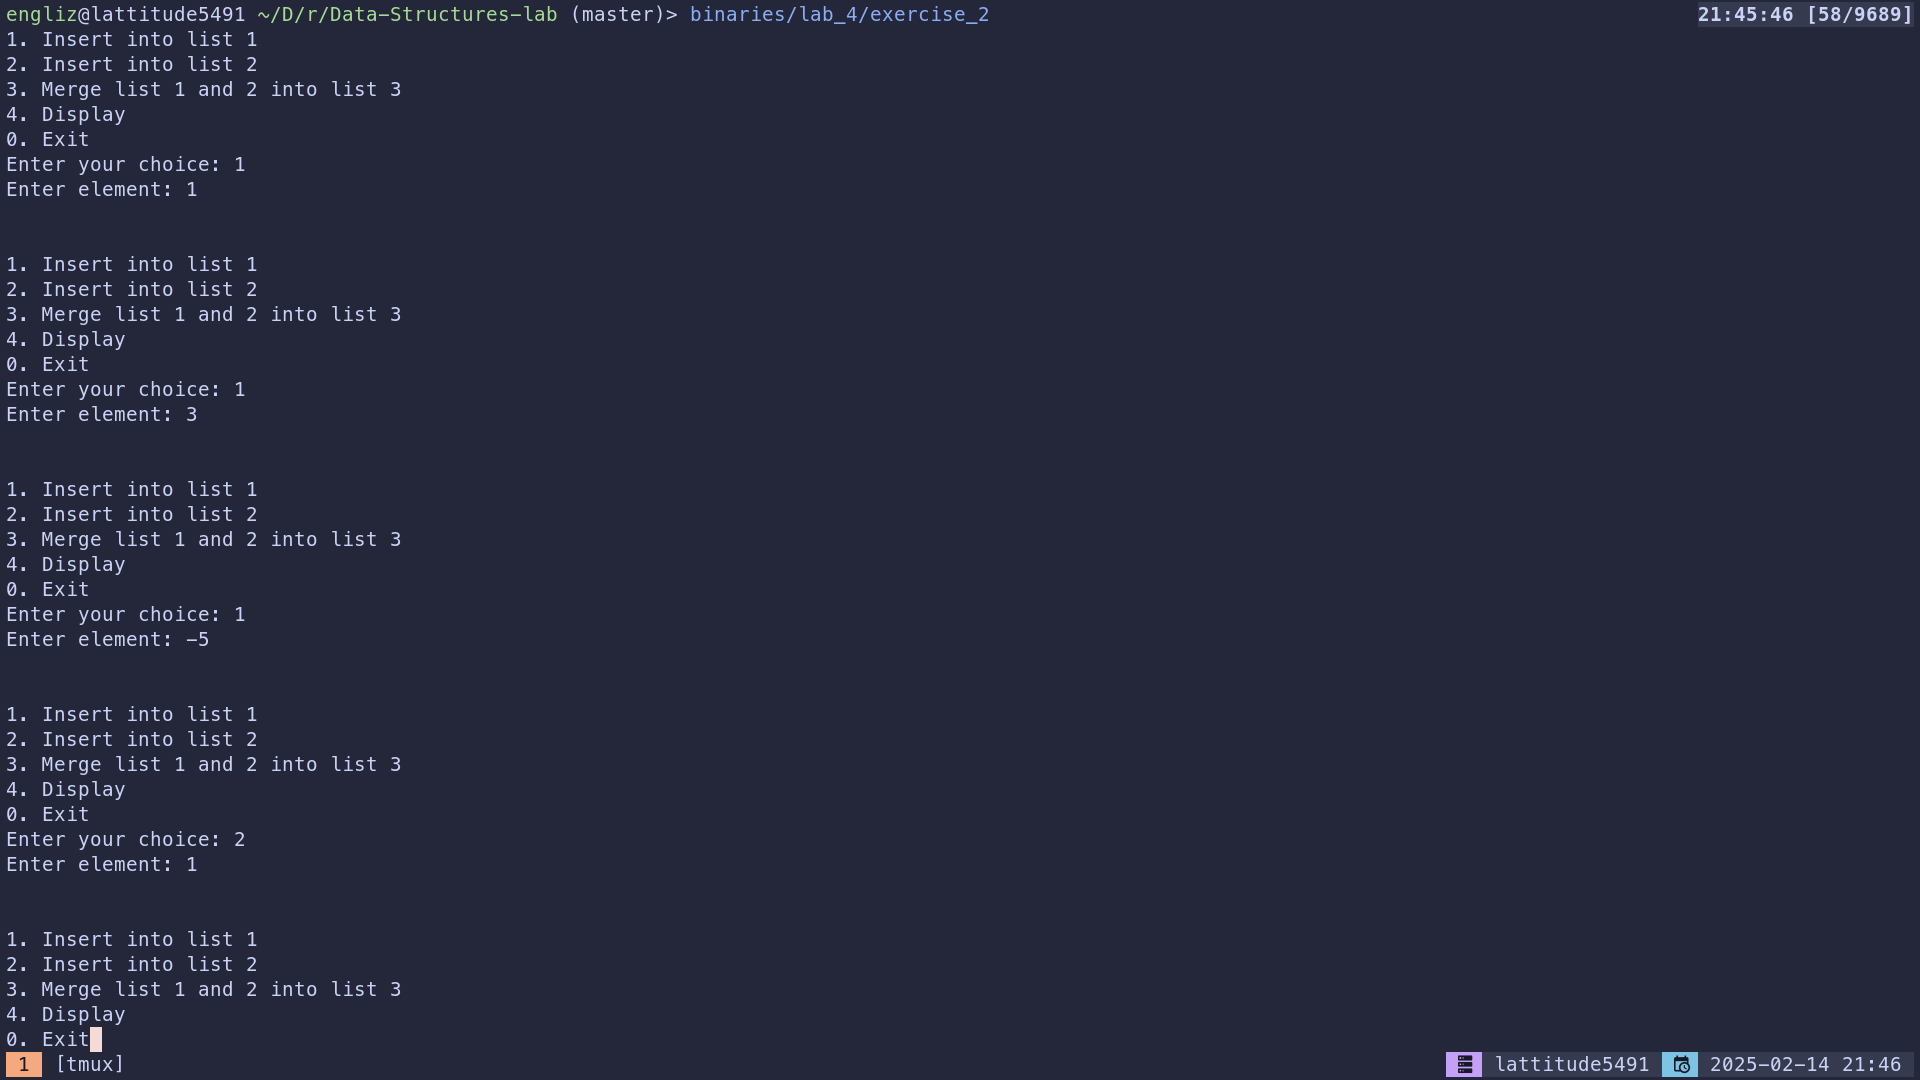 engliz@lattitude5491 ~/D/r/Data-Structures-lab (master)> binaries/lab_4/exercise_2 21:45:46 [58/9689]
1. Insert into list 1
2. Insert into list 2
3. Merge list 1 and 2 into list 3
4. Display
0. Exit
Enter your choice: 1
Enter element: 1
1. Insert into list 1
2. Insert into list 2
3. Merge list 1 and 2 into list 3
4. Display
0. Exit
Enter your choice: 1
Enter element: 3
1. Insert into list 1
2. Insert into list 2
3. Merge list 1 and 2 into list 3
4. Display
0. Exit
Enter your choice: 1
Enter element: -5
1. Insert into list 1
2. Insert into list 2
3. Merge list 1 and 2 into list 3
4. Display
0. Exit
Enter your choice: 2
Enter element: 1
1. Insert into list 1
2. Insert into list 2
3. Merge list 1 and 2 into list 3
4. Display
0. Exit
1 [tmux] lattitude5491 2025-02-14 21:46